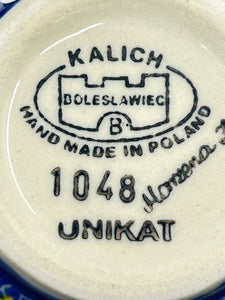 KALICH
BOLESLAWIEC
B
HAND MADE IN POLAND
1048
UNIKAT